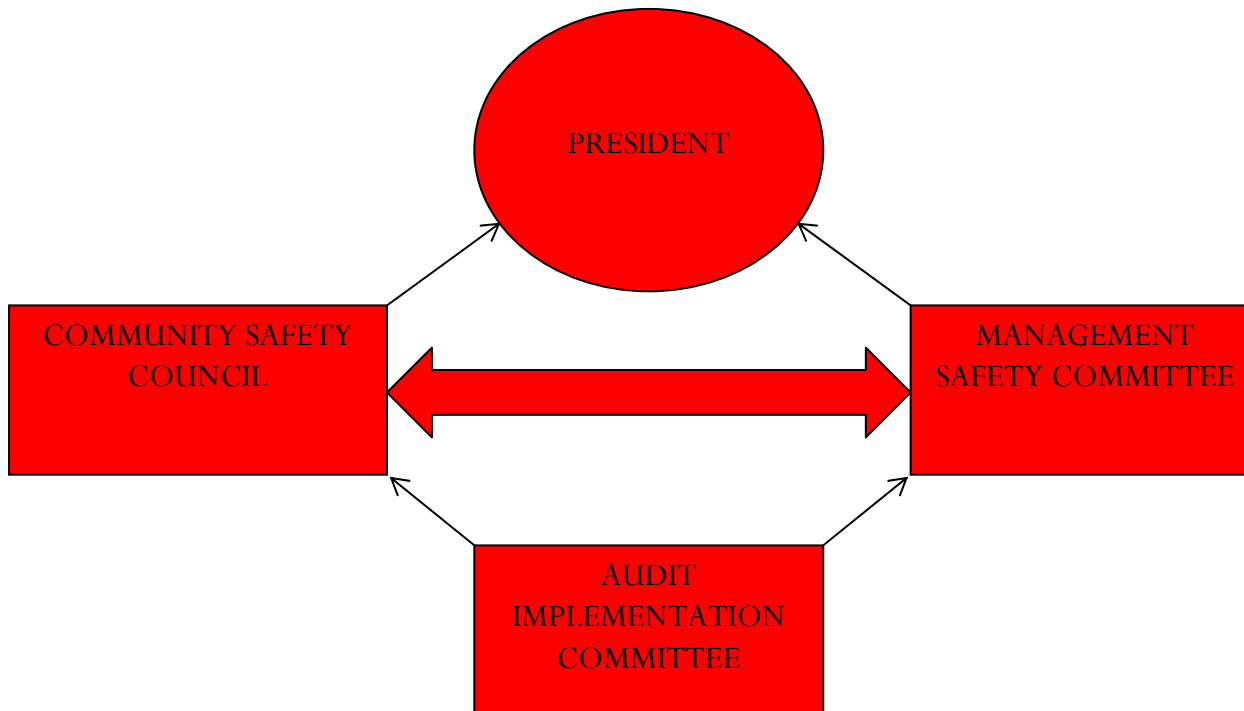 PRESIDENT
COMMUNITY SAFETY
COUNCIL
MANAGEMENT
SAFETY COMMITTEE
AUDIT
IMPLEMENTATION
COMMITTEE